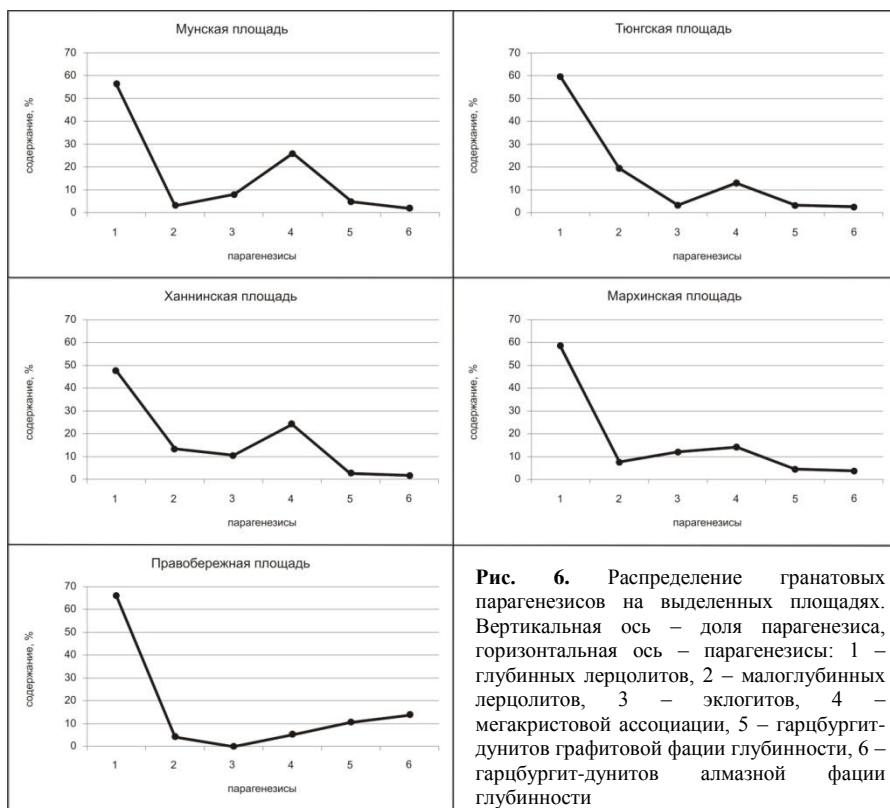 Мунская площадь
содержание, %
70
60
50
40
30
20
10
0
1 2 3 4 5 6
парагенезисы
Тюнгская площадь
содержание, %
70
60
50
40
30
20
10
0
1 2 3 4 5 6
парагенезисы
Ханнинская площадь
содержание, %
70
60
50
40
30
20
10
0
1 2 3 4 5 6
парагенезисы
Мархинская площадь
содержание, %
70
60
50
40
30
20
10
0
1 2 3 4 5 6
парагенезисы
Правобережная площадь
содержание, %
70
60
50
40
30
20
10
0
1 2 3 4 5 6
парагенезисы
Рис. 6. Распределение гранатовых
парагенезисов на выделенных площадях.
Вертикальная ось – доля парагенезиса,
горизонтальная ось – парагенезисы: 1 –
глубинных лерцолитов, 2 – малоглубинных
лерцолитов, 3 – эклогитов, 4 –
мегакристовой ассоциации, 5 – гарцбургит-
дунитов графитовой фации глубинности, 6 –
гарцбургит-дунитов алмазной фации
глубинности